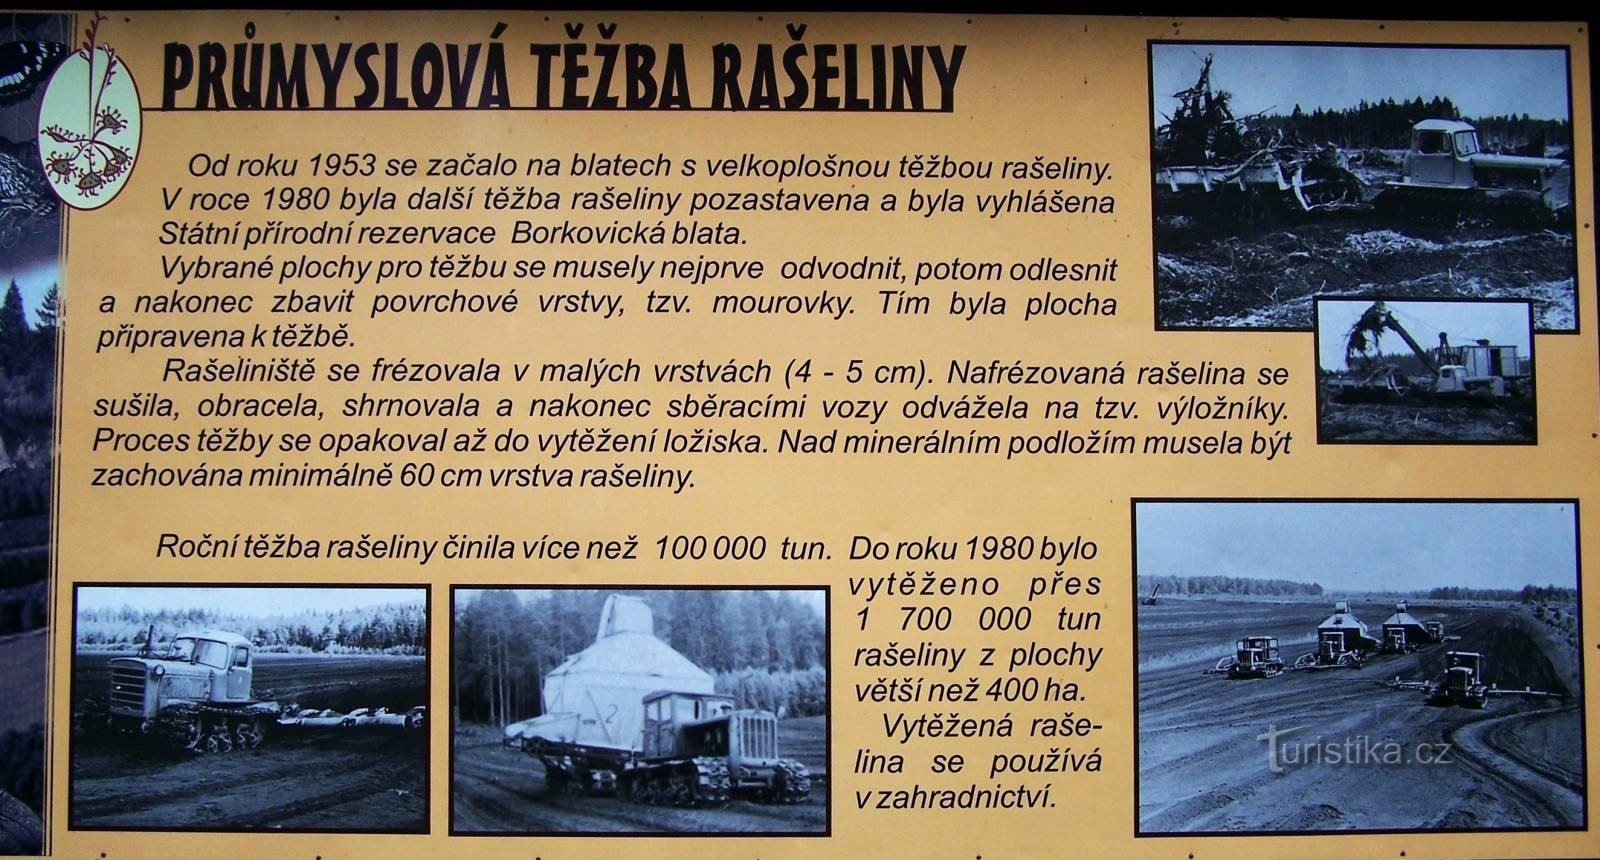 PRŮMYSLOVÁ TĚŽBA RAŠELINY
Od roku 1953 se začalo na blatech s velkoplošnou těžbou rašeliny.
V roce 1980 byla další těžba rašeliny pozastavena a byla vyhlášena
Státní přírodní rezervace Borkovická blata.
Vybrané plochy pro těžbu se musely nejprve odvodnit, potom odlesnit
a nakonec zbavit povrchové vrstvy, tzv. mourovky. Tím byla plocha
připravena k těžbě.
Rašeliniště se frézovala v malých vrstvách (4 - 5 cm). Nafrézovaná rašelina se
sušila, obracela, shrnovala a nakonec sběracími vozy odvážela na tzv. výložníky.
Proces těžby se opakoval až do vytěžení ložiska. Nad minerálním podložím musela být
zachována minimálně 60 cm vrstva rašeliny.
Roční těžba rašeliny činila více než 100 000 tun. Do roku 1980 bylo
vytěženo přes
1 700 000 tun
rašeliny z plochy
větší než 400 ha.
Vytěžená raše-
lina se používá
v zahradnictví.
2
Turistika.cz